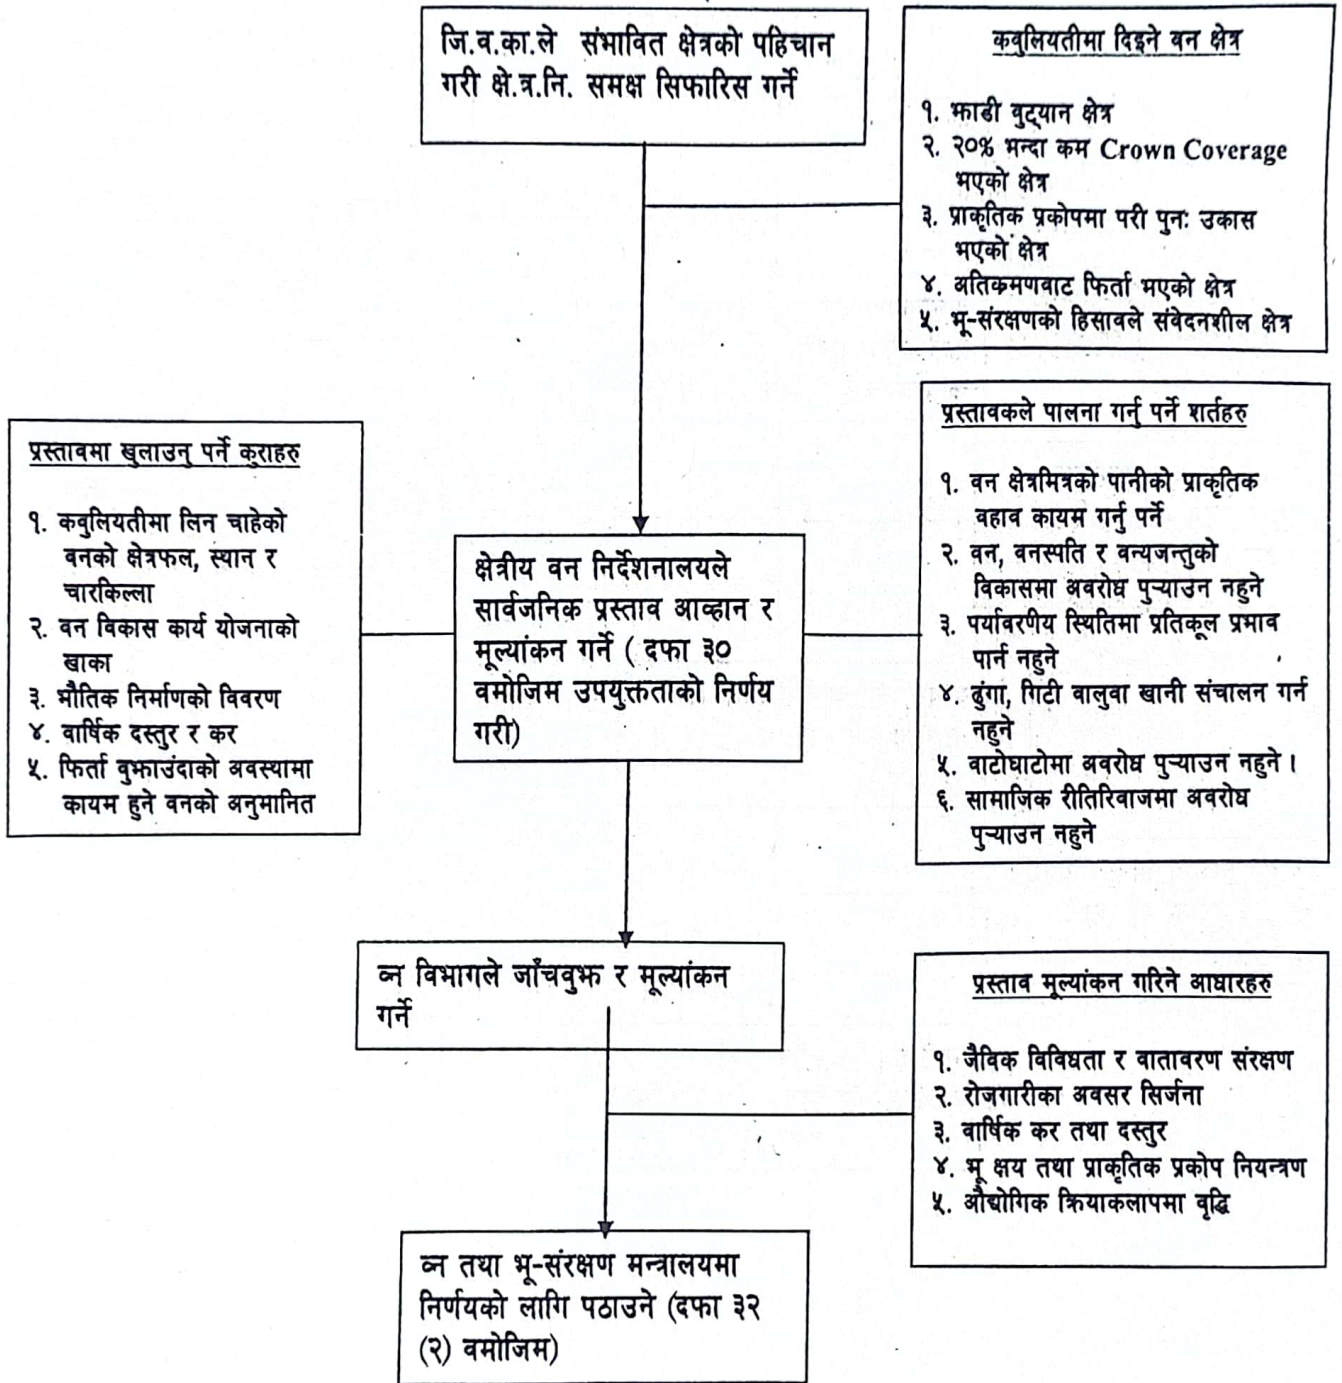 जि.व.का.ले संभावित क्षेत्रको पहिचान
गरी क्षे.त्र.नि. समक्ष सिफारिस गर्ने
कवुलियतीमा दिइने वन क्षेत्र
१. झाडी वुट्यान क्षेत्र
२. २०% भन्दा कम Crown Coverage
भएको क्षेत्र
३. प्राकृतिक प्रकोपमा परी पुनः उकास
भएको क्षेत्र
४. अतिक्रमणवाट फिर्ता भएको क्षेत्र
५. भू-संरक्षणको हिसावले संवेदनशील क्षेत्र
प्रस्तावमा खुलाउनु पर्ने कुराहरु
१. कवुलियतीमा लिन चाहेको
वनको क्षेत्रफल, स्थान र
चारकिल्ला
२. वन विकास कार्य योजनाको
खाका
३. भौतिक निर्माणको विवरण
४. वार्षिक दस्तुर र कर
५. फिर्ता वुझाउंदाको अवस्थामा
कायम हुने वनको अनुमानित
क्षेत्रीय वन निर्देशनालयले
सार्वजनिक प्रस्ताव आव्हान र
मूल्यांकन गर्ने ( दफा ३०
वमोजिम उपयुक्तताको निर्णय
गरी)
प्रस्तावकले पालना गर्नु पर्ने शर्तहरु
१. वन क्षेत्रभित्रको पानीको प्राकृतिक
वहाव कायम गर्नु पर्ने
२. वन, वनस्पति र वन्यजन्तुको
विकासमा अवरोध पुऱ्याउन नहुने
३. पर्यावरणीय स्थितिमा प्रतिकूल प्रभाव
पार्न नहुने
४. ढुंगा, गिटी वालुवा खानी संचालन गर्न
नहुने
५. वाटोघाटोमा अवरोध पुऱ्याउन नहुने ।
६. सामाजिक रीतिरिवाजमा अवरोध
पुऱ्याउन नहुने
व्न विभागले जाँचवुझ र मूल्यांकन
गर्ने
प्रस्ताव मूल्यांकन गरिने आधारहरु
१. जैविक विविधता र वातावरण संरक्षण
२. रोजगारीका अवसर सिर्जना
३. वार्षिक कर तथा दस्तुर
४. भू क्षय तथा प्राकृतिक प्रकोप नियन्त्रण
५. औद्योगिक क्रियाकलापमा वृद्धि
व्न तथा भू-संरक्षण मन्त्रालयमा
निर्णयको लागि पठाउने (दफा ३२
(२) वमोजिम)